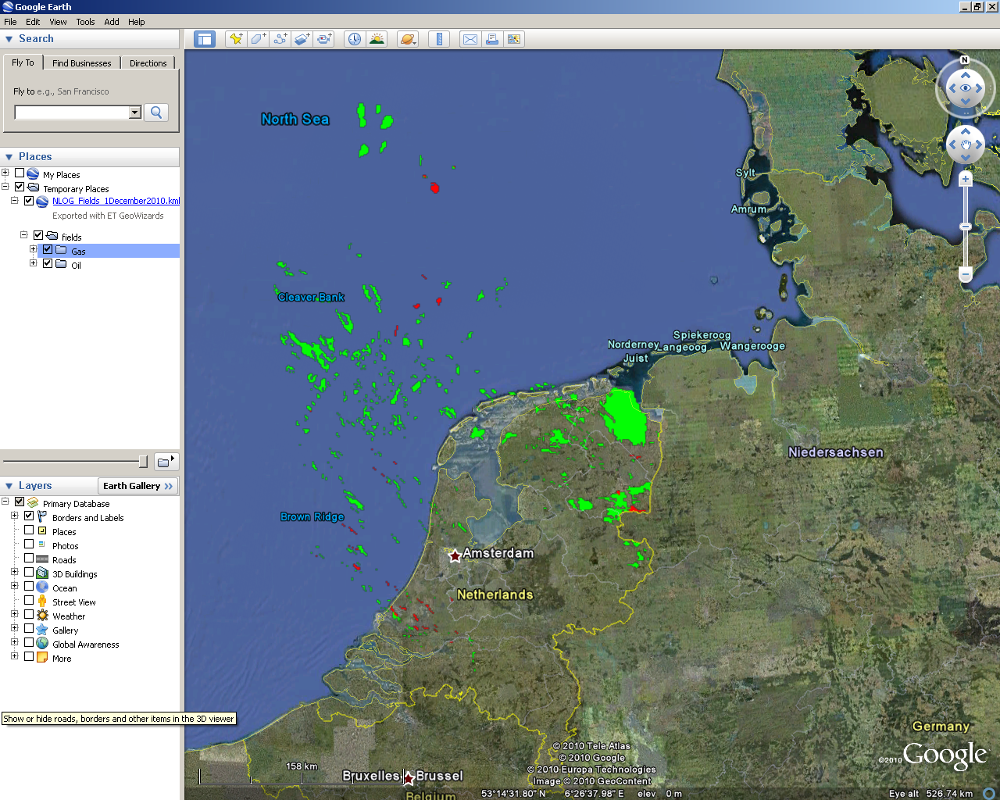 Google Earth
File Edit View Tools Add Help
Search
Fly To Find Businesses Directions
Fly to e.g., San Francisco
Places
My Places
Temporary Places
NLOG_Fields_1December2010.kml
Exported with ET GeoWizards
fields
Gas
Oil
Layers
Earth Gallery >>
Primary Database
Borders and Labels
Places
Photos
Roads
3D Buildings
Ocean
Street View
Weather
Gallery
Global Awareness
More
Show or hide roads, borders and other items in the 3D viewer
N
North Sea
Sylt
Amrum
Cleaver Bank
Spiekeroog
Norderney Langeoog Wangerooge
Juist
Niedersachsen
Brown Ridge
Amsterdam
Netherlands
Germany
© 2010 Tele Atlas
© 2010 Google
© 2010 Europa Technologies
Image © 2010 GeoContent
©2010 Google
158 km
Bruxelles Brussel
Belgium
53°14'31.80" N 6°26'37.98" E elev 0 m
Eye alt 526.74 km